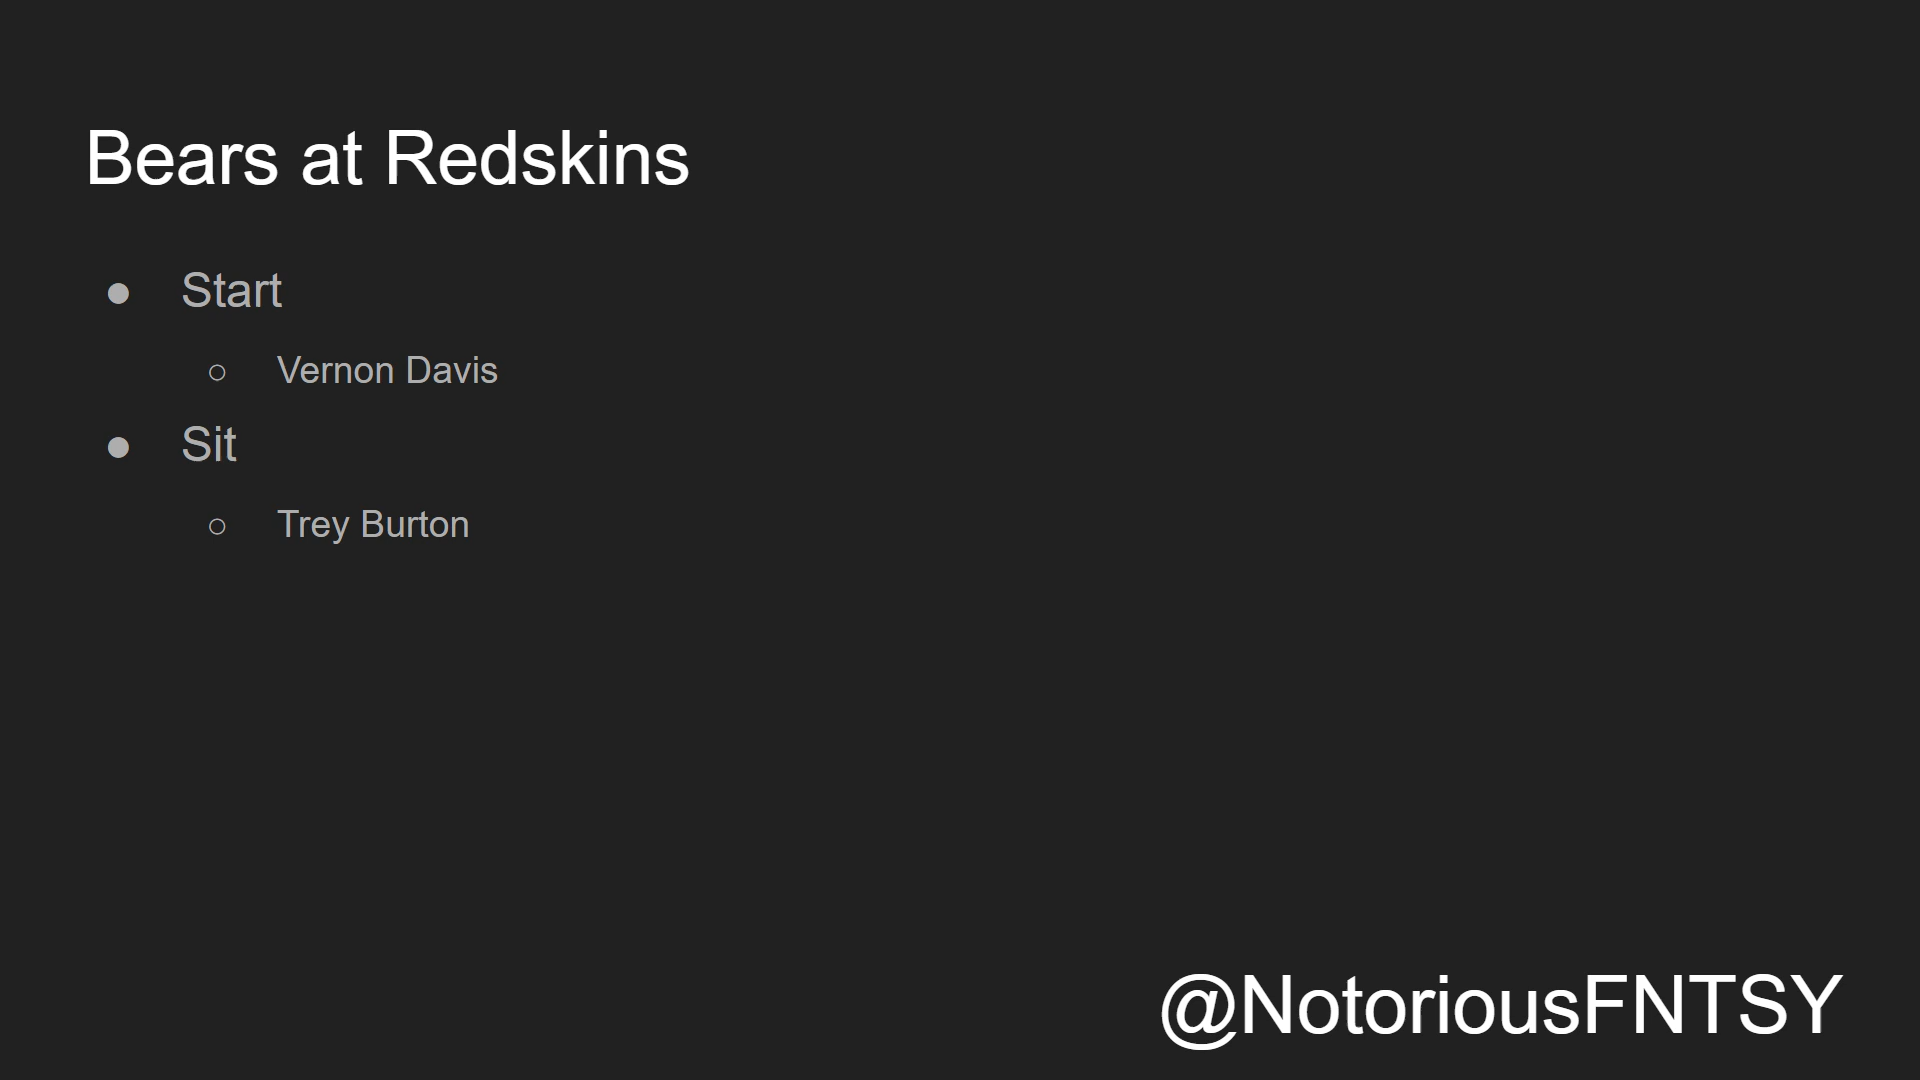 Bears at Redskins
● Start
○ Vernon Davis
● Sit
○ Trey Burton
@NotoriousFNTSY